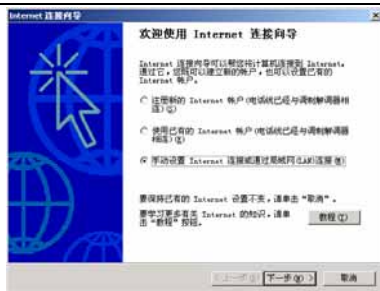 Internet 连接向导
欢迎使用 Internet 连接向导
Internet 连接向导可以帮您将计算机连接到 Internet。
通过它，您既可以建立新的帐户，也可以设置已有的
Internet 帐户。
注册新的 Internet 帐户(电话线已经与调制解调器相
连)(S)
使用已有的 Internet 帐户(电话线已经与调制解调器
相连)(E)
手动设置 Internet 连接或通过局域网(LAN)连接(M)
要保持已有的 Internet 设置不变，请单击“取消”。
要学习更多有关 Internet 的知识，请单
击“教程”按钮。
教程(T)
<上一步(B)
下一步(N) >
取消